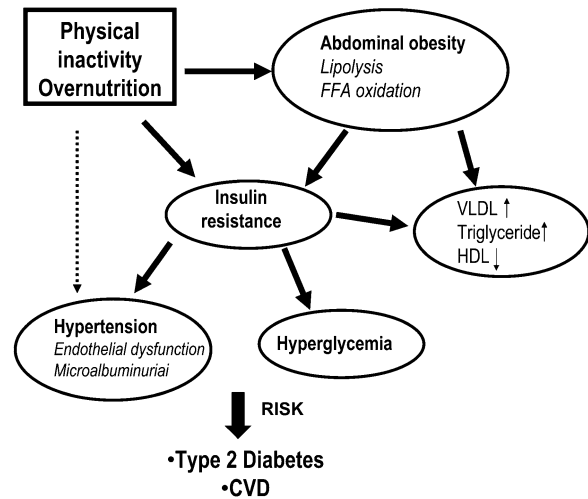 Physical
inactivity
Overnutrition
Abdominal obesity
Lipolysis
FFA oxidation
Insulin
resistance
VLDL ↑
Triglyceride↑
HDL ↓
Hypertension
Endothelial dysfunction
Microalbuminuriai
Hyperglycemia
RISK
•Type 2 Diabetes
•CVD